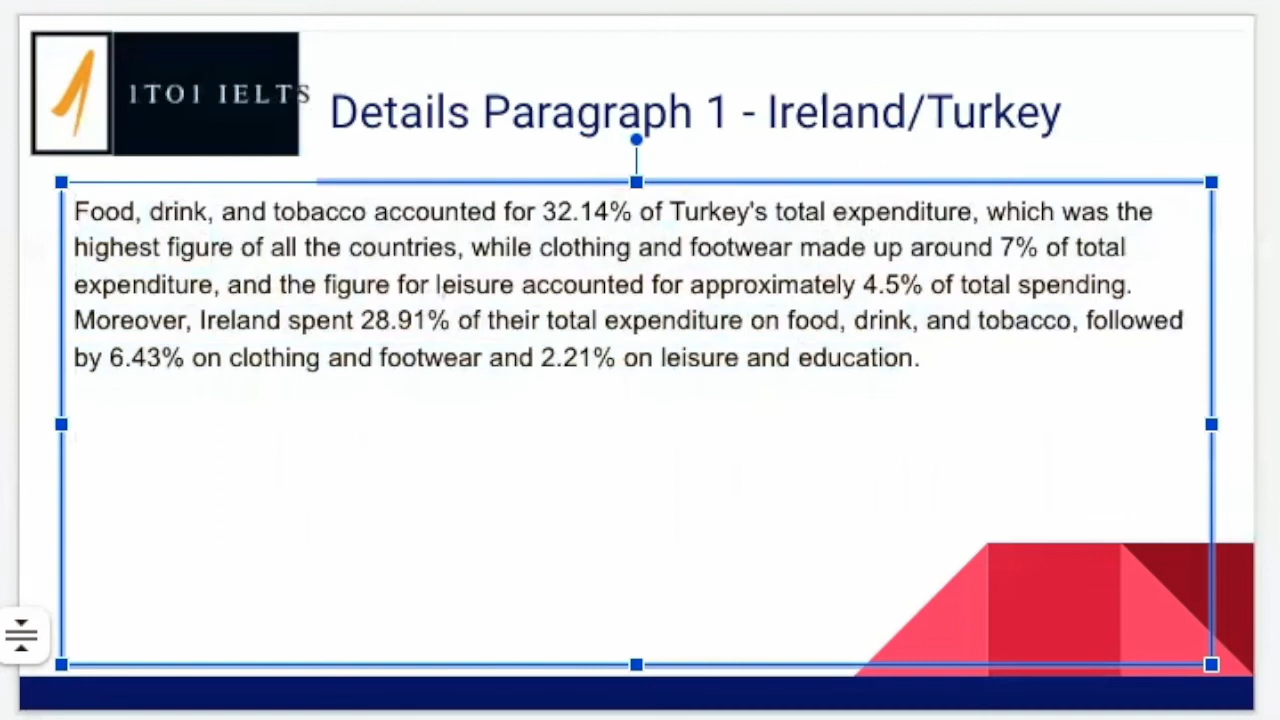 1TO1 IELTS
Details Paragraph 1 - Ireland/Turkey
Food, drink, and tobacco accounted for 32.14% of Turkey's total expenditure, which was the
highest figure of all the countries, while clothing and footwear made up around 7% of total
expenditure, and the figure for leisure accounted for approximately 4.5% of total spending.
Moreover, Ireland spent 28.91% of their total expenditure on food, drink, and tobacco, followed
by 6.43% on clothing and footwear and 2.21% on leisure and education.